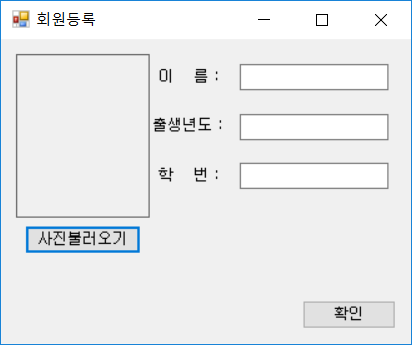 회원등록
이 름 :
출생년도 :
학 번 :
사진불러오기
확인